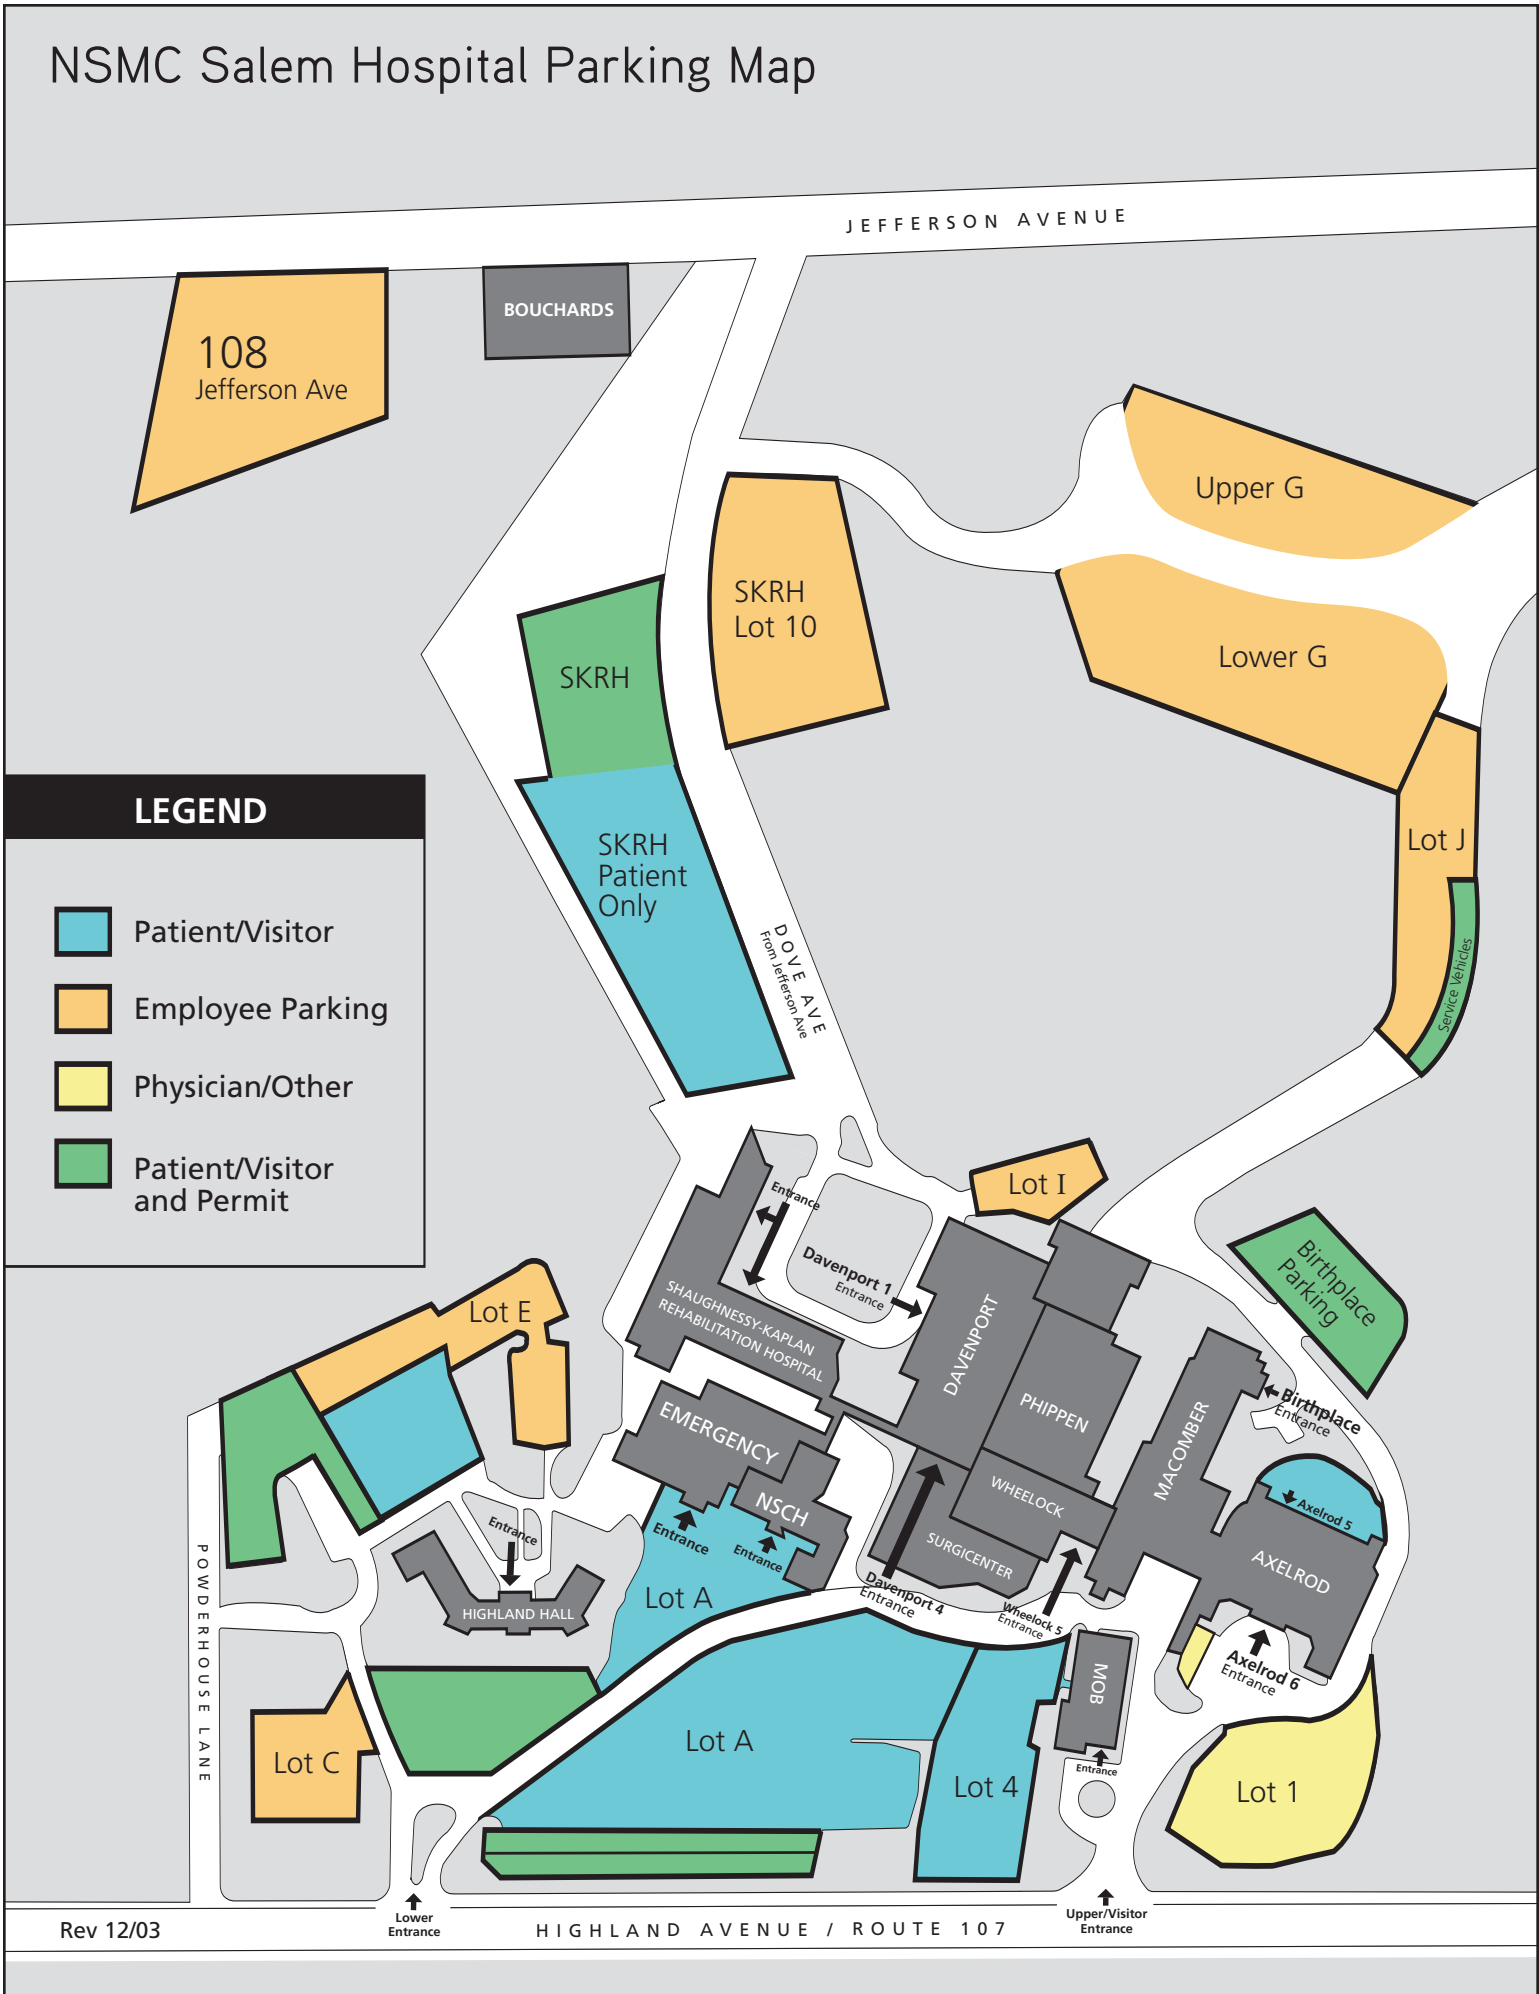 NSMC Salem Hospital Parking Map
JEFFERSON AVENUE
BOUCHARDS
108
Jefferson Ave
Upper G
SKRH
Lot 10
Lower G
SKRH
LEGEND
Patient/Visitor
Employee Parking
Physician/Other
Patient/Visitor
and Permit
SKRH
Patient
Only
Lot J
Service Vehicles
DOVE AVE
From Jefferson Ave
Lot I
Entrance
Davenport 1
Entrance
SHAUGHNESSY-KAPLAN
REHABILITATION HOSPITAL
DAVENPORT
PHIPPEN
Birthplace
Parking
Lot E
EMERGENCY
NSCH
WHEELOCK
MACOMBER
Birthplace
Entrance
Axelrod 5
AXELROD
SURGICENTER
Entrance
Entrance
Entrance
HIGHLAND HALL
Lot A
Davenport 4
Entrance
Wheelock 5
Entrance
POWDERHOUSE LANE
MOB
Axelrod 6
Entrance
Lot A
Lot C
Entrance
Lot 4
Lot 1
Lower
Entrance
Upper/Visitor
Entrance
Rev 12/03
HIGHLAND AVENUE / ROUTE 107